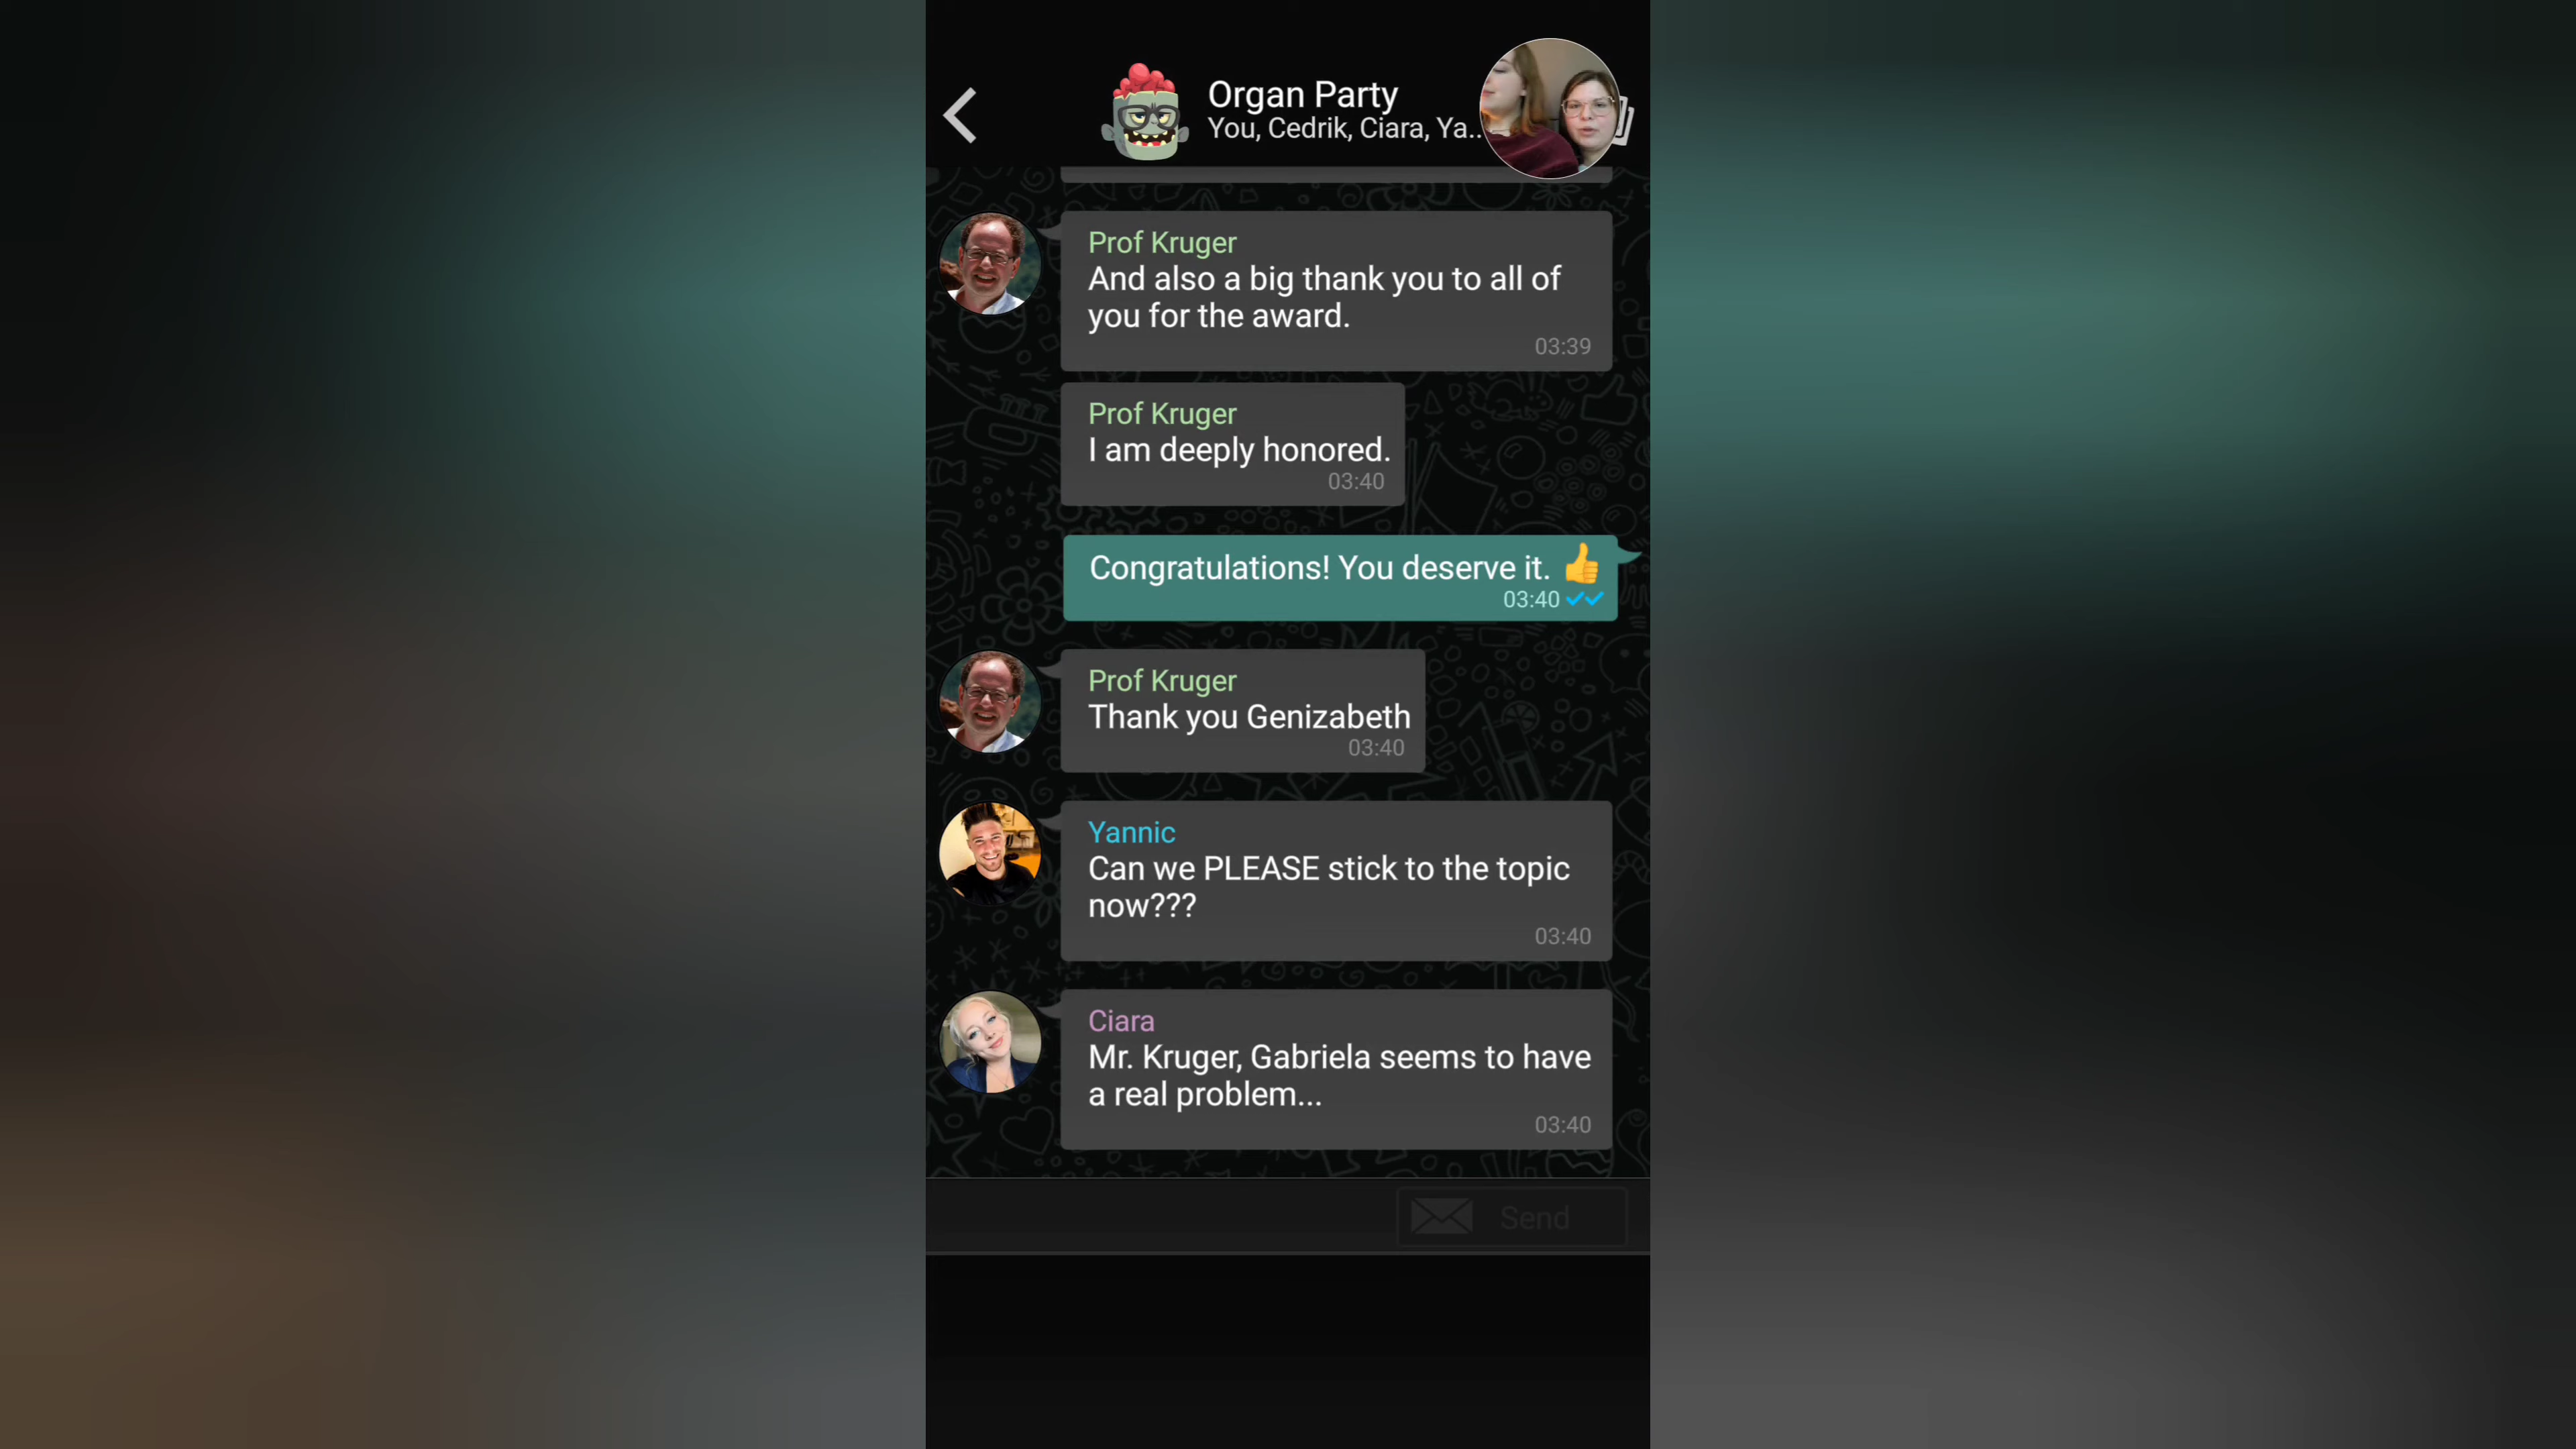 Organ Party
You, Cedrik, Ciara, Ya..
Prof Kruger
And also a big thank you to all of
you for the award.
03:39
Prof Kruger
I am deeply honored.
03:40
Congratulations! You deserve it. 👍
03:40
Prof Kruger
Thank you Genizabeth
03:40
Yannic
Can we PLEASE stick to the topic
now???
03:40
Ciara
Mr. Kruger, Gabriela seems to have
a real problem...
03:40
Send